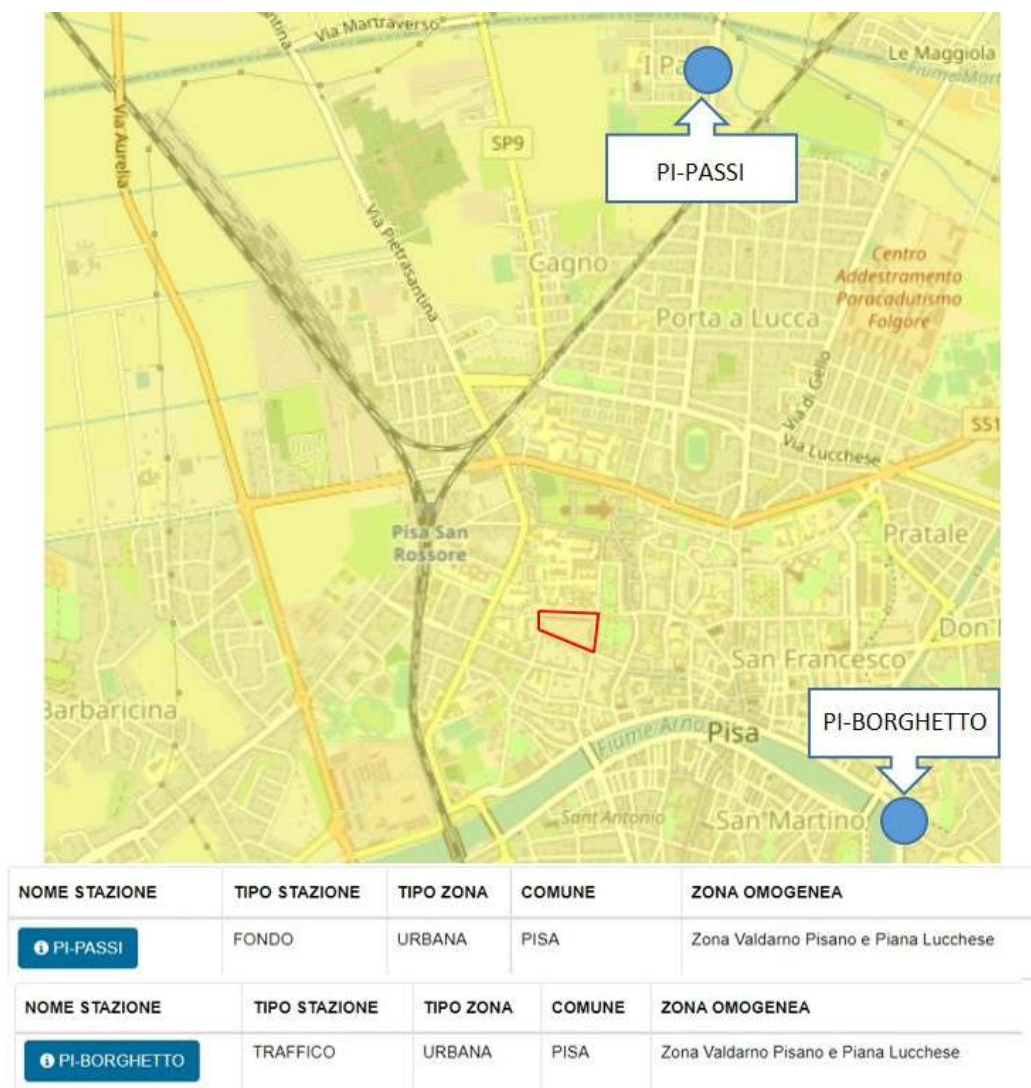 Via Martraverso
Le Maggiola
I Pa
Via Aurelia
SP9
PI-PASSI
Via Pietrasantina
Gagno
Centro
Addestramento
Paracadutismo
Folgore
Porta a Lucca
Via di Gello
SS1
Via Lucchese
Pisa San
Rossore
Pratale
Don
San Francesco
Barbaricina
PI-BORGHETTO
Fiume Arno
Pisa
Sant'Antonio
San Martino
NOME STAZIONE TIPO STAZIONE TIPO ZONA COMUNE ZONA OMOGENEA
PI-PASSI FONDO URBANA PISA Zona Valdarno Pisano e Piana Lucchese
NOME STAZIONE TIPO STAZIONE TIPO ZONA COMUNE ZONA OMOGENEA
PI-BORGHETTO TRAFFICO URBANA PISA Zona Valdarno Pisano e Piana Lucchese